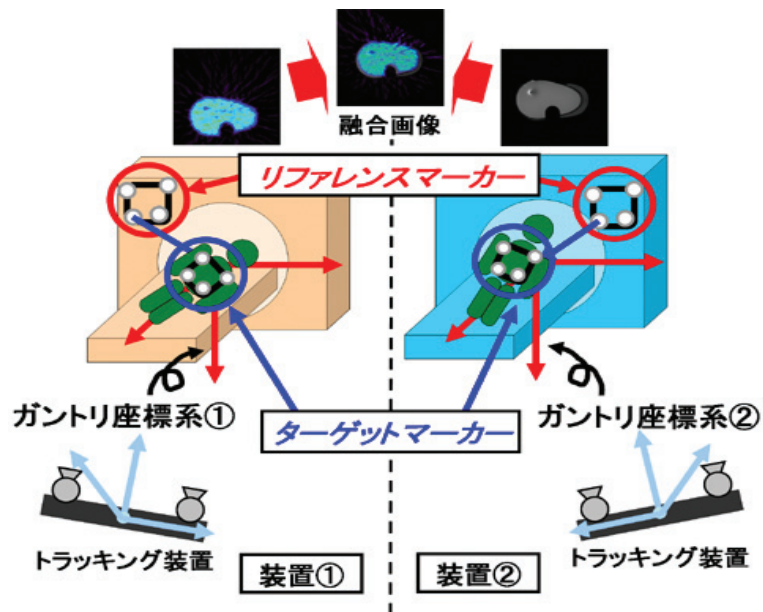 融合画像
リファレンスマーカー
ガントリ座標系①
ガントリ座標系②
ターゲットマーカー
トラッキング装置
トラッキング装置
装置①
装置②